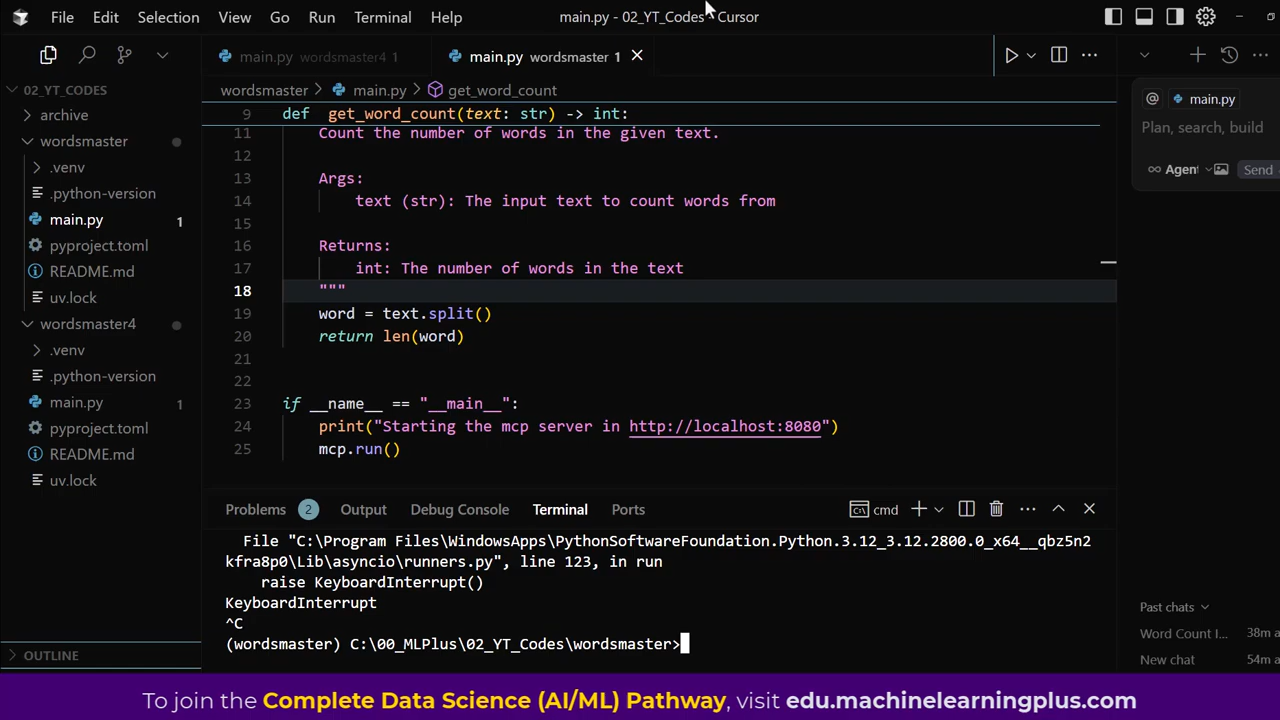 File Edit Selection View Go Run Terminal Help
main.py - 02_YT_Codes - Cursor
main.py wordsmaster4 1
main.py wordsmaster 1
wordsmaster > main.py > get_word_count
02_YT_CODES
archive
wordsmaster
.venv
.python-version
main.py 1
pyproject.toml
README.md
uv.lock
wordsmaster4
.venv
.python-version
main.py 1
pyproject.toml
README.md
uv.lock
OUTLINE
9 def get_word_count(text: str) -> int:
11 Count the number of words in the given text.
12
13 Args:
14 text (str): The input text to count words from
15
16 Returns:
17 int: The number of words in the text
18 """
19 word = text.split()
20 return len(word)
21
22
23 if __name__ == "__main__":
24 print("Starting the mcp server in http://localhost:8080")
25 mcp.run()
Problems 2 Output Debug Console Terminal Ports
cmd
File "C:\Program Files\WindowsApps\PythonSoftwareFoundation.Python.3.12_3.12.2800.0_x64__qbz5n2
kfra8p0\Lib\asyncio\runners.py", line 123, in run
raise KeyboardInterrupt()
KeyboardInterrupt
^C
(wordsmaster) C:\00_MLPlus\02_YT_Codes\wordsmaster>
@ main.py
Plan, search, build
Agent Send
Past chats
Word Count I... 38m a
New chat 54m a
To join the Complete Data Science (AI/ML) Pathway, visit edu.machinelearningplus.com